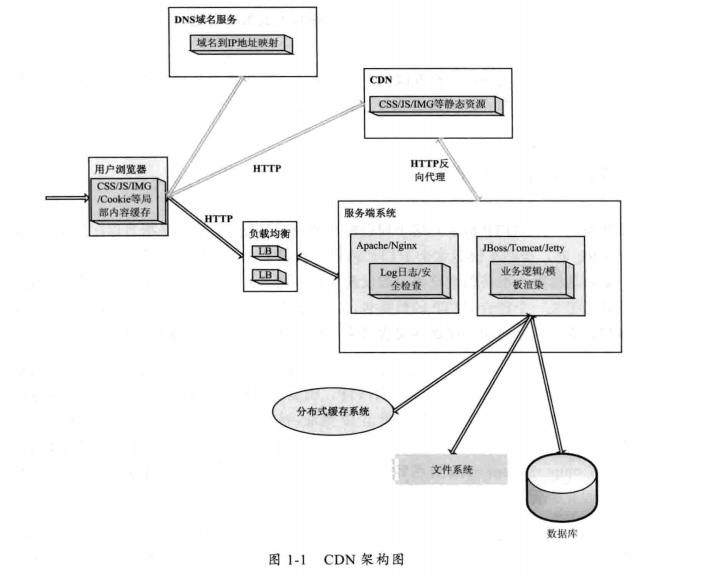 DNS域名服务
域名到IP地址映射
CDN
CSS/JS/IMG等静态资源
用户浏览器
CSS/JS/IMG
/Cookie等局
部内容缓存
HTTP
HTTP反
向代理
HTTP
负载均衡
LB
LB
服务端系统
Apache/Nginx
Log日志/安
全检查
JBoss/Tomcat/Jetty
业务逻辑/模
板渲染
分布式缓存系统
文件系统
数据库
图 1-1 CDN 架构图